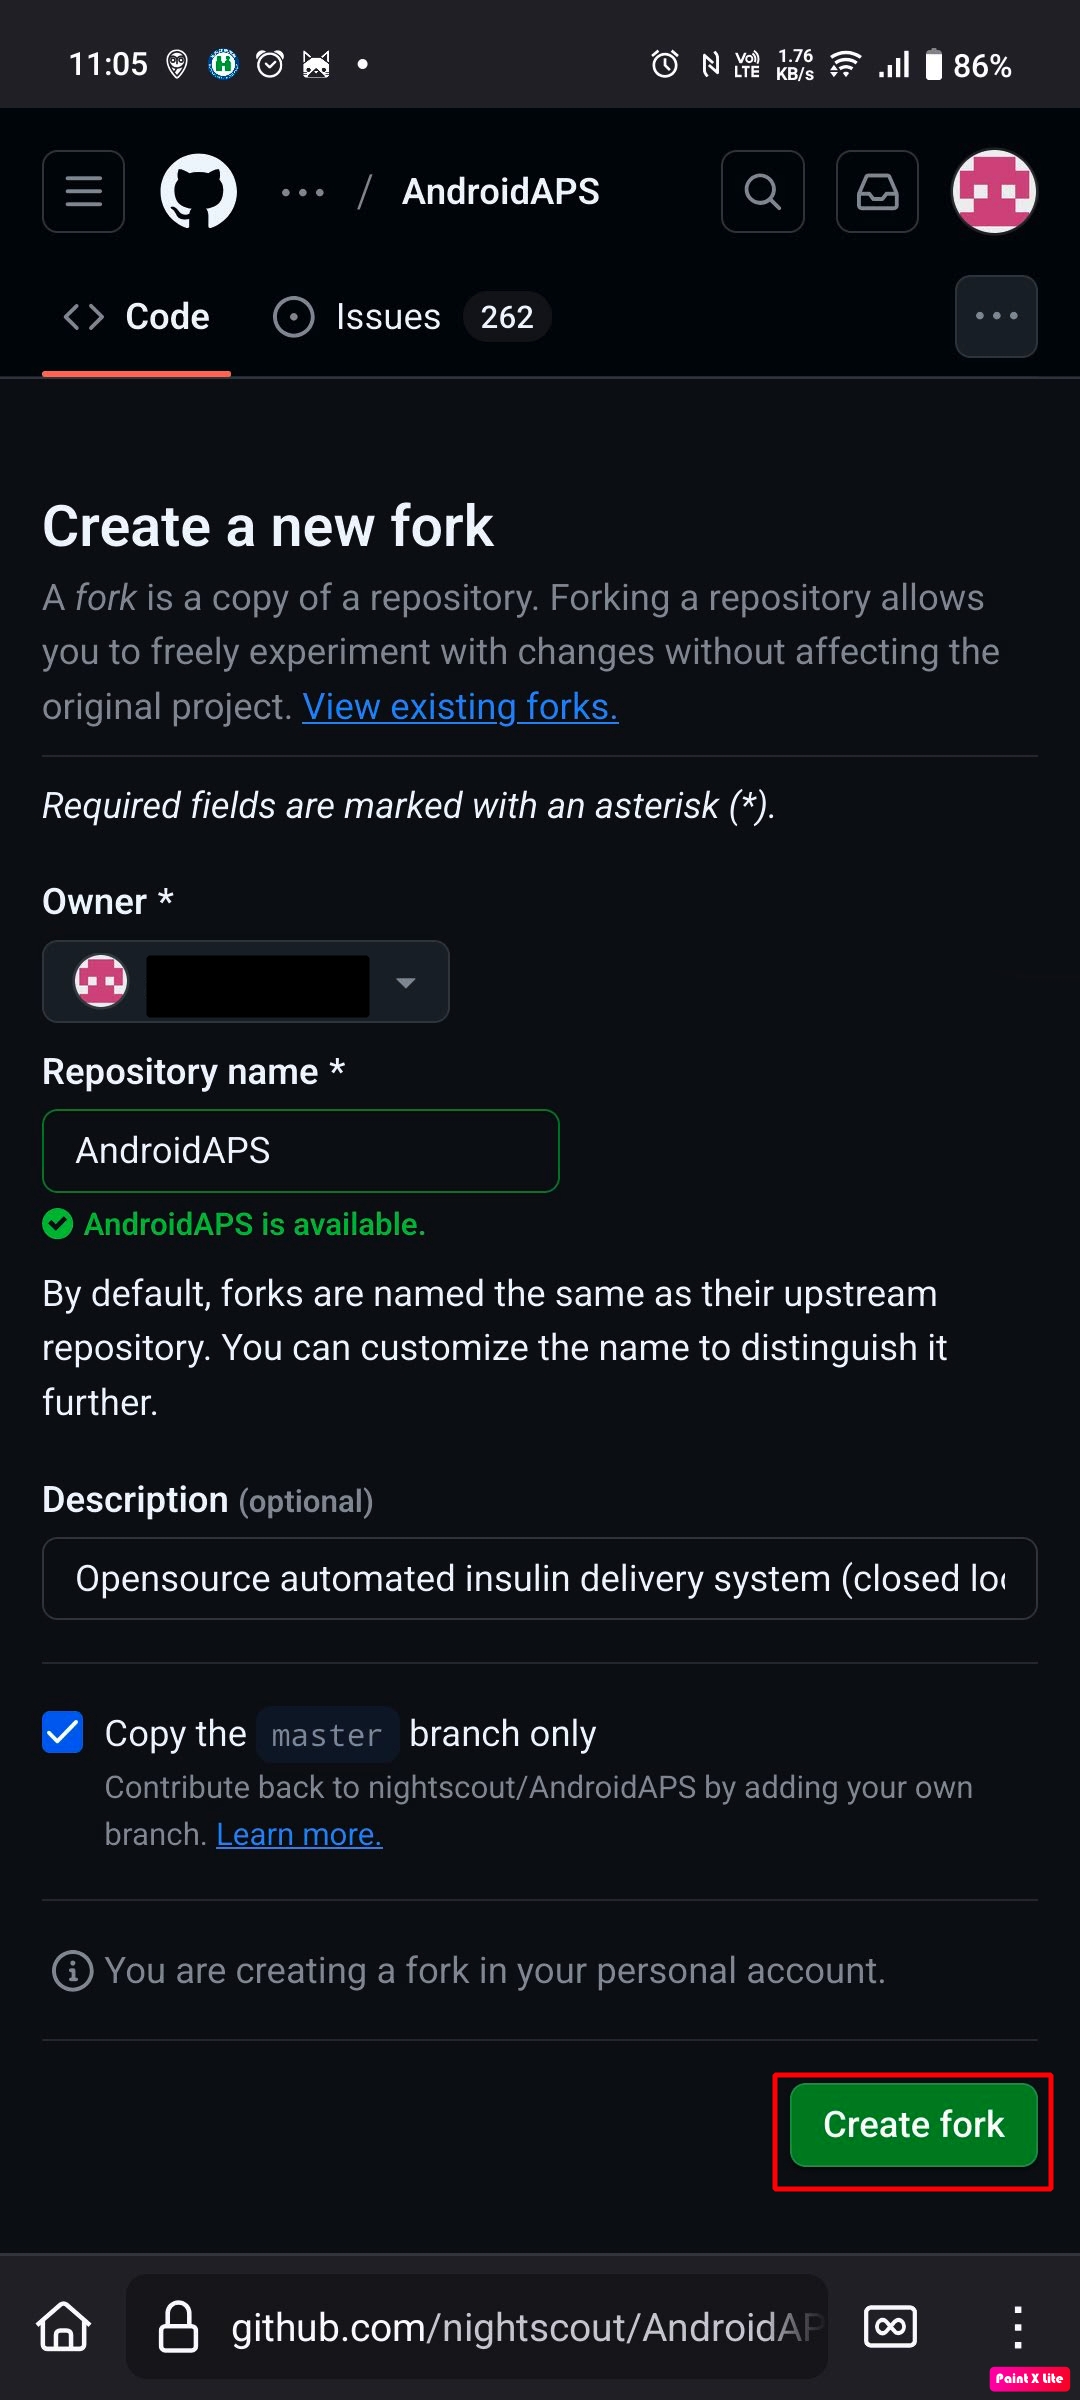 11:05
Vo)) LTE
1.76 KB/s
86%
/ AndroidAPS
Code
Issues 262
Create a new fork
A fork is a copy of a repository. Forking a repository allows
you to freely experiment with changes without affecting the
original project. View existing forks.
Required fields are marked with an asterisk (*).
Owner *
Repository name *
AndroidAPS
AndroidAPS is available.
By default, forks are named the same as their upstream
repository. You can customize the name to distinguish it
further.
Description (optional)
Opensource automated insulin delivery system (closed loo
Copy the master branch only
Contribute back to nightscout/AndroidAPS by adding your own
branch. Learn more.
You are creating a fork in your personal account.
Create fork
github.com/nightscout/AndroidAP
Paint X Lite